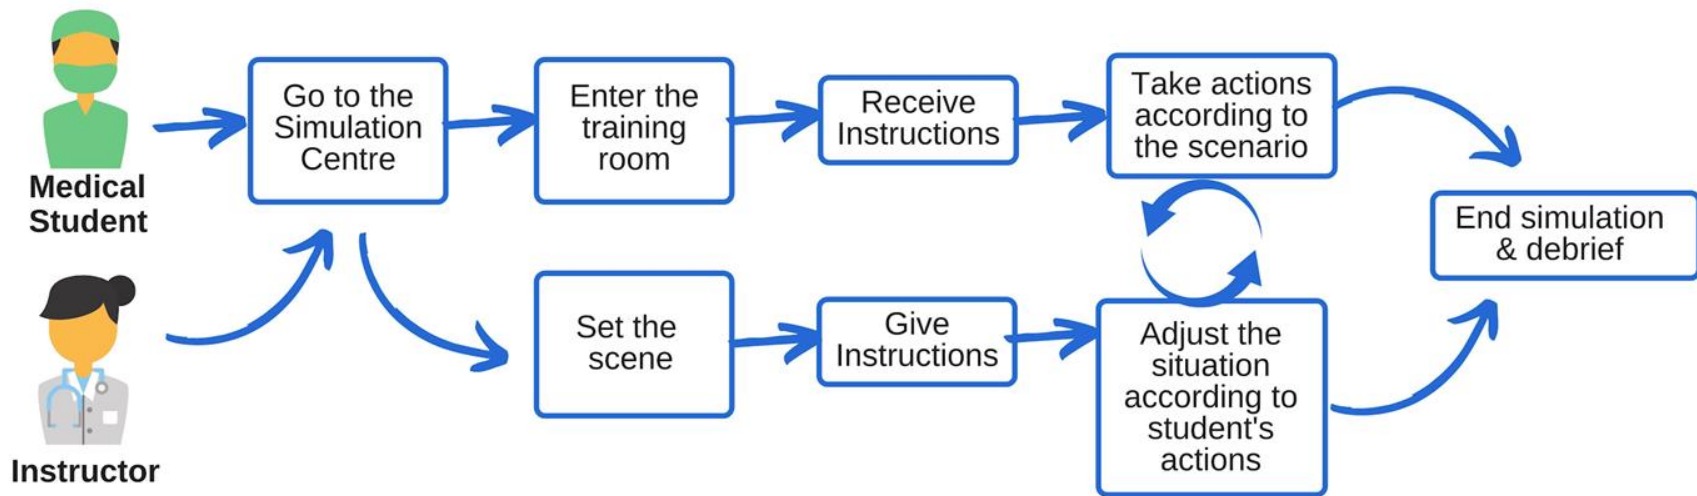 Medical
Student
Go to the
Simulation
Centre
Enter the
training
room
Receive
Instructions
Take actions
according to
the scenario
End simulation
& debrief
Instructor
Set the
scene
Give
Instructions
Adjust the
situation
according to
student's
actions